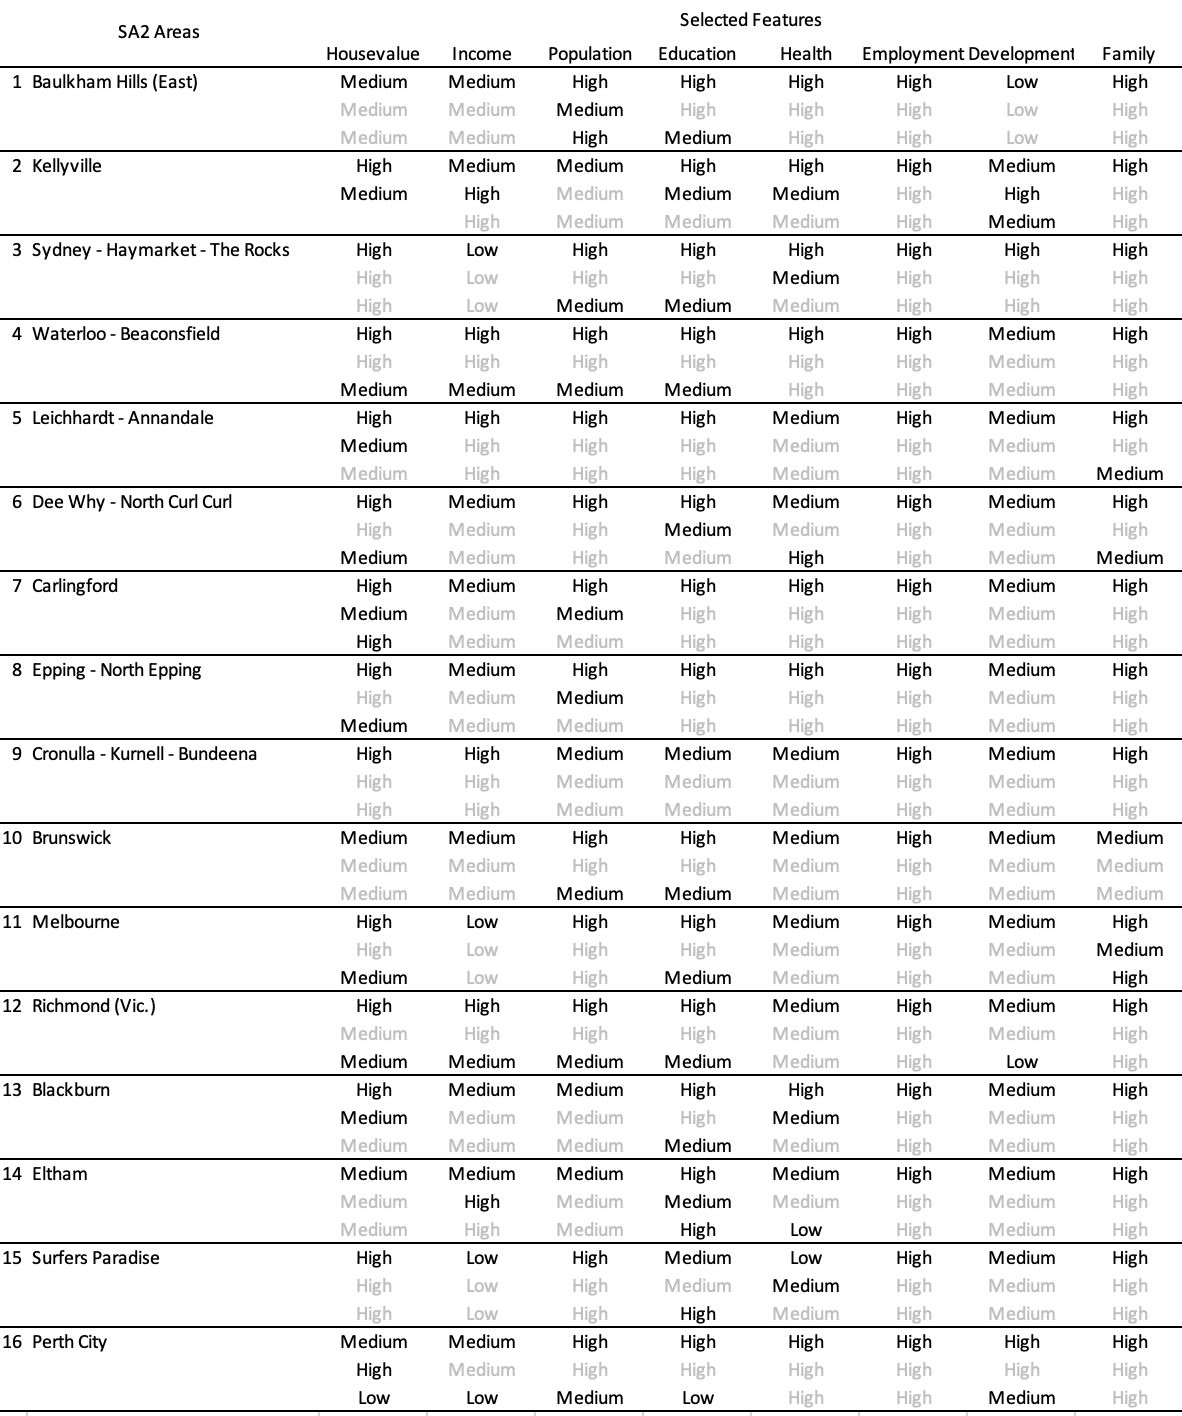 Selected Features
SA2 Areas
Housevalue Income Population Education Health Employment Development Family
1 Baulkham Hills (East) Medium Medium High High High High Low High
Medium Medium Medium High High High Low High
Medium Medium High Medium High High Low High
2 Kellyville High Medium Medium High High High Medium High
Medium High Medium Medium Medium High High High
High Medium Medium Medium High Medium High
3 Sydney - Haymarket - The Rocks High Low High High High High High High
High Low High High Medium High High High
High Low Medium Medium Medium High High High
4 Waterloo - Beaconsfield High High High High High High Medium High
High High High High High High Medium High
Medium Medium Medium Medium High High Medium High
5 Leichhardt - Annandale High High High High Medium High Medium High
Medium High High High Medium High Medium High
Medium High High High Medium High Medium Medium
6 Dee Why - North Curl Curl High Medium High High Medium High Medium High
High Medium High Medium Medium High Medium High
Medium Medium High Medium High High Medium Medium
7 Carlingford High Medium High High High High Medium High
Medium Medium Medium High High High Medium High
High Medium Medium High High High Medium High
8 Epping - North Epping High Medium High High High High Medium High
High Medium Medium High High High Medium High
Medium Medium Medium High High High Medium High
9 Cronulla - Kurnell - Bundeena High High Medium Medium Medium High Medium High
High High Medium Medium Medium High Medium High
High High Medium Medium Medium High Medium High
10 Brunswick Medium Medium High High Medium High Medium Medium
Medium Medium High High Medium High Medium Medium
Medium Medium Medium Medium Medium High Medium Medium
11 Melbourne High Low High High Medium High Medium High
High Low High High Medium High Medium Medium
Medium Low High Medium Medium High Medium High
12 Richmond (Vic.) High High High High Medium High Medium High
Medium High High High Medium High Medium High
Medium Medium Medium Medium Medium High Low High
13 Blackburn High Medium Medium High High High Medium High
Medium Medium Medium High Medium High Medium High
Medium Medium Medium Medium Medium High Medium High
14 Eltham Medium Medium Medium High Medium High Medium High
Medium High Medium Medium Medium High Medium High
Medium High Medium High Low High Medium High
15 Surfers Paradise High Low High Medium Low High Medium High
High Low High Medium Medium High Medium High
High Low High High Medium High Medium High
16 Perth City Medium Medium High High High High High High
High Medium High High High High High High
Low Low Medium Low High High Medium High